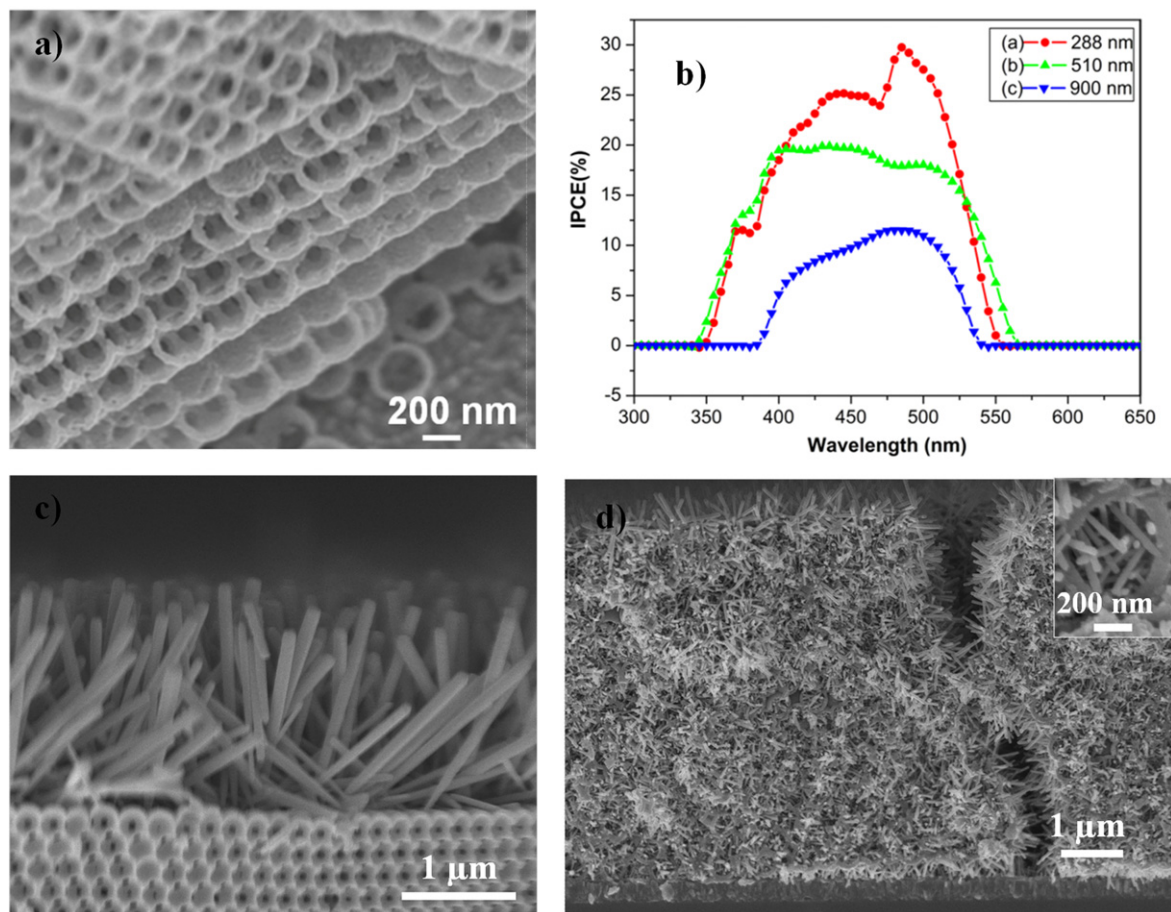 a)
200 nm
b)
(a) 288 nm
(b) 510 nm
(c) 900 nm
IPCE(%)
30
25
20
15
10
5
0
-5
300 350 400 450 500 550 600 650
Wavelength (nm)
c)
1 µm
d)
200 nm
1 µm